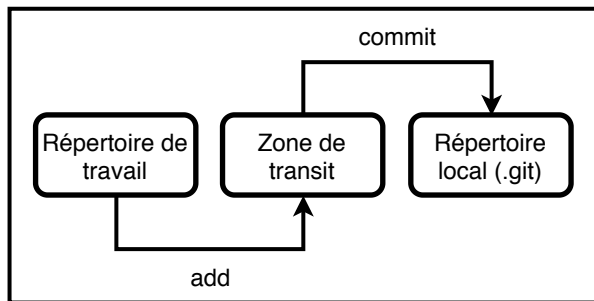 commit
Répertoire de
travail
Zone de
transit
Répertoire
local (.git)
add